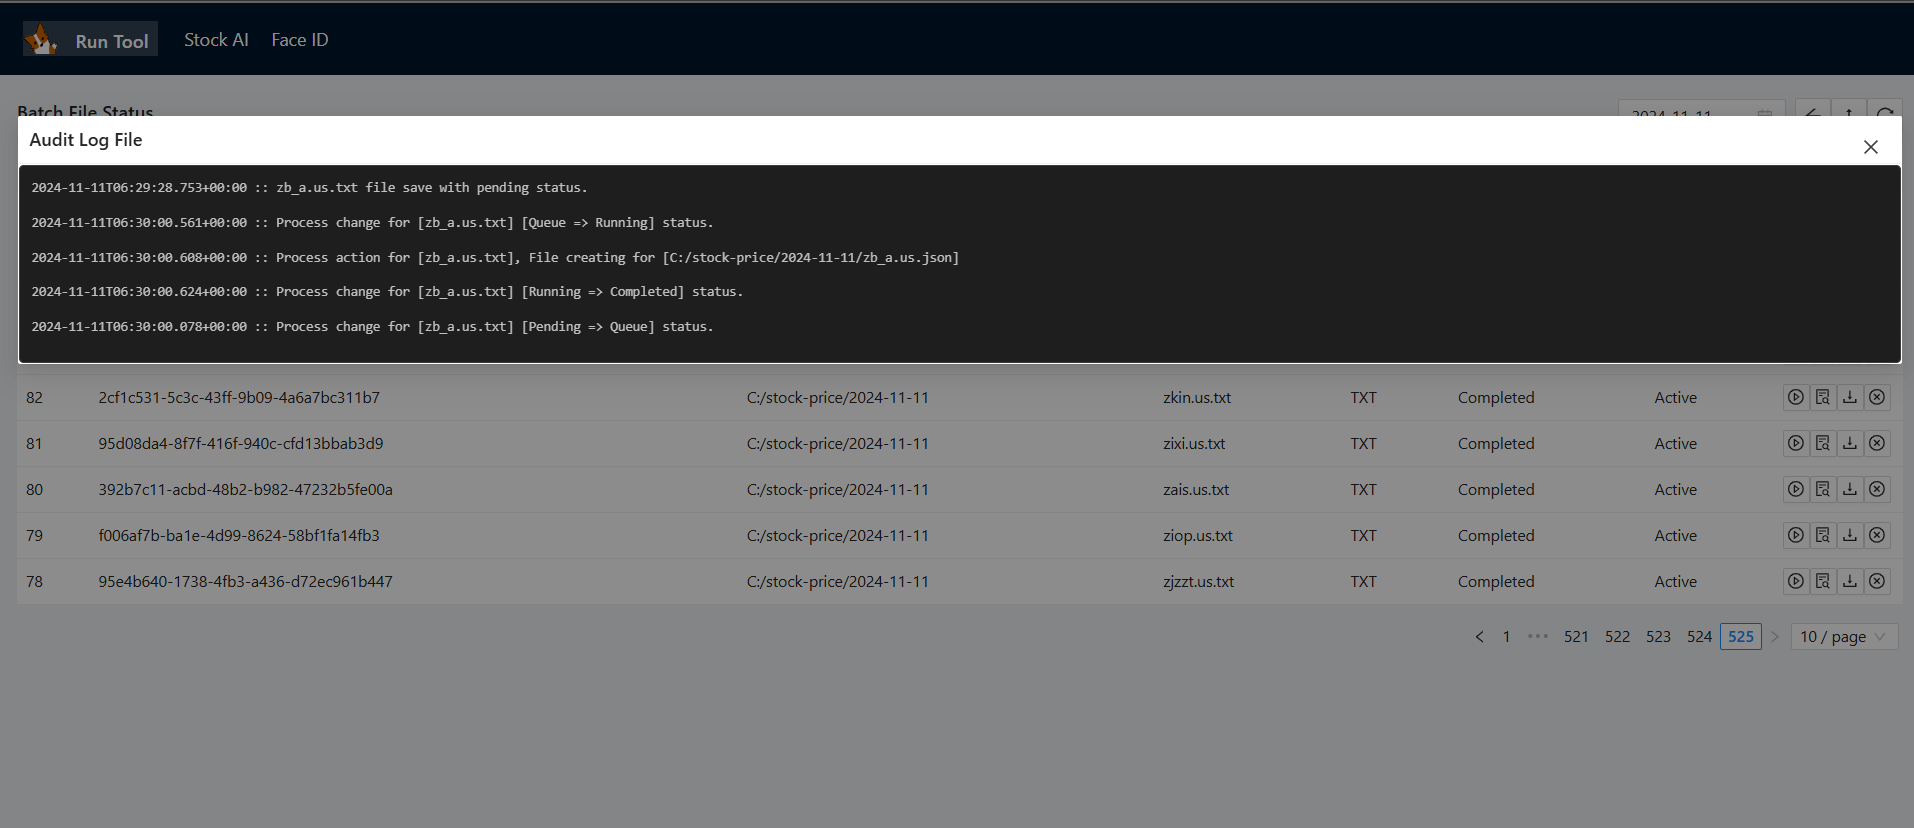 Run Tool Stock AI Face ID
Batch File Status 2024-11-11
Audit Log File
2024-11-11T06:29:28.753+00:00 :: zb_a.us.txt file save with pending status.
2024-11-11T06:30:00.561+00:00 :: Process change for [zb_a.us.txt] [Queue => Running] status.
2024-11-11T06:30:00.608+00:00 :: Process action for [zb_a.us.txt], File creating for [C:/stock-price/2024-11-11/zb_a.us.json]
2024-11-11T06:30:00.624+00:00 :: Process change for [zb_a.us.txt] [Running => Completed] status.
2024-11-11T06:30:00.078+00:00 :: Process change for [zb_a.us.txt] [Pending => Queue] status.
82 2cf1c531-5c3c-43ff-9b09-4a6a7bc311b7 C:/stock-price/2024-11-11 zkin.us.txt TXT Completed Active
81 95d08da4-8f7f-416f-940c-cfd13bbab3d9 C:/stock-price/2024-11-11 zixi.us.txt TXT Completed Active
80 392b7c11-acbd-48b2-b982-47232b5fe00a C:/stock-price/2024-11-11 zais.us.txt TXT Completed Active
79 f006af7b-ba1e-4d99-8624-58bf1fa14fb3 C:/stock-price/2024-11-11 ziop.us.txt TXT Completed Active
78 95e4b640-1738-4fb3-a436-d72ec961b447 C:/stock-price/2024-11-11 zjzzt.us.txt TXT Completed Active
1 ••• 521 522 523 524 525 10 / page